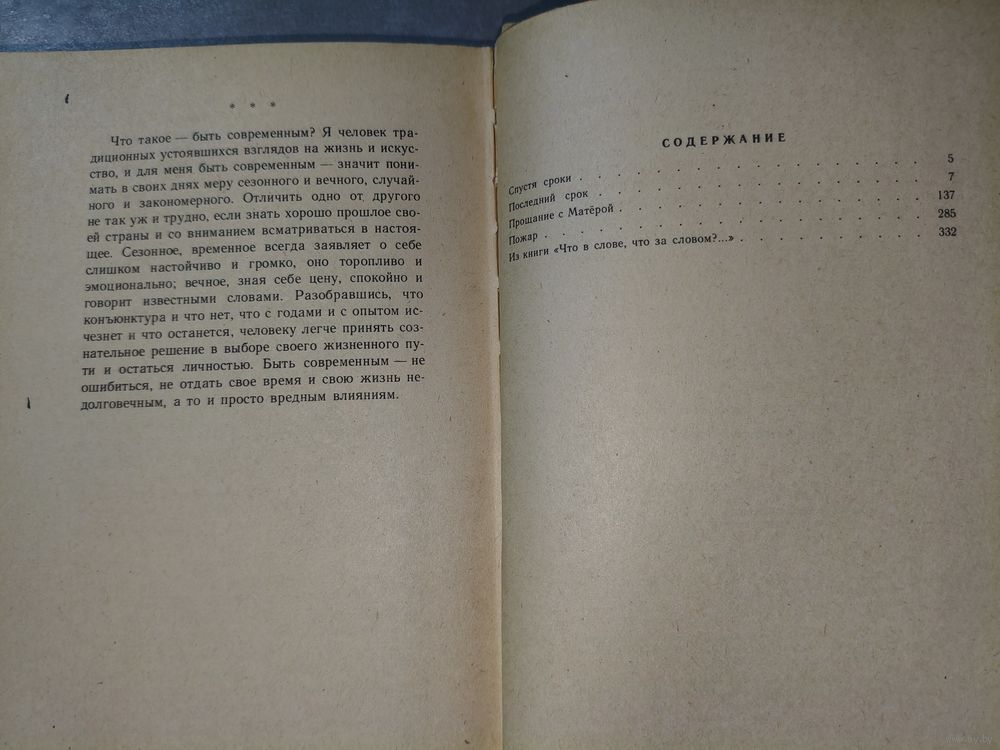 * * *
Что такое — быть современным? Я человек тра-
диционных устоявшихся взглядов на жизнь и искус-
ство, и для меня быть современным — значит пони-
мать в своих днях меру сезонного и вечного, случай-
ного и закономерного. Отличить одно от другого
не так уж и трудно, если знать хорошо прошлое сво-
ей страны и со вниманием всматриваться в настоя-
щее. Сезонное, временное всегда заявляет о себе
слишком настойчиво и громко, оно торопливо и
эмоционально; вечное, зная себе цену, спокойно и
говорит известными словами. Разобравшись, что
конъюнктура и что нет, что с годами и с опытом ис-
чезнет и что останется, человеку легче принять соз-
нательное решение в выборе своего жизненного пу-
ти и остаться личностью. Быть современным — не
ошибиться, не отдать свое время и свою жизнь не-
долговечным, а то и просто вредным влияниям.
СОДЕРЖАНИЕ
Спустя сроки . . . . . . . . . . . . . . . 5
Последний срок . . . . . . . . . . . . . . 7
Прощание с Матёрой . . . . . . . . . . . . 137
Пожар . . . . . . . . . . . . . . . . . 285
Из книги «Что в слове, что за словом?...» . . . . . . . . 332